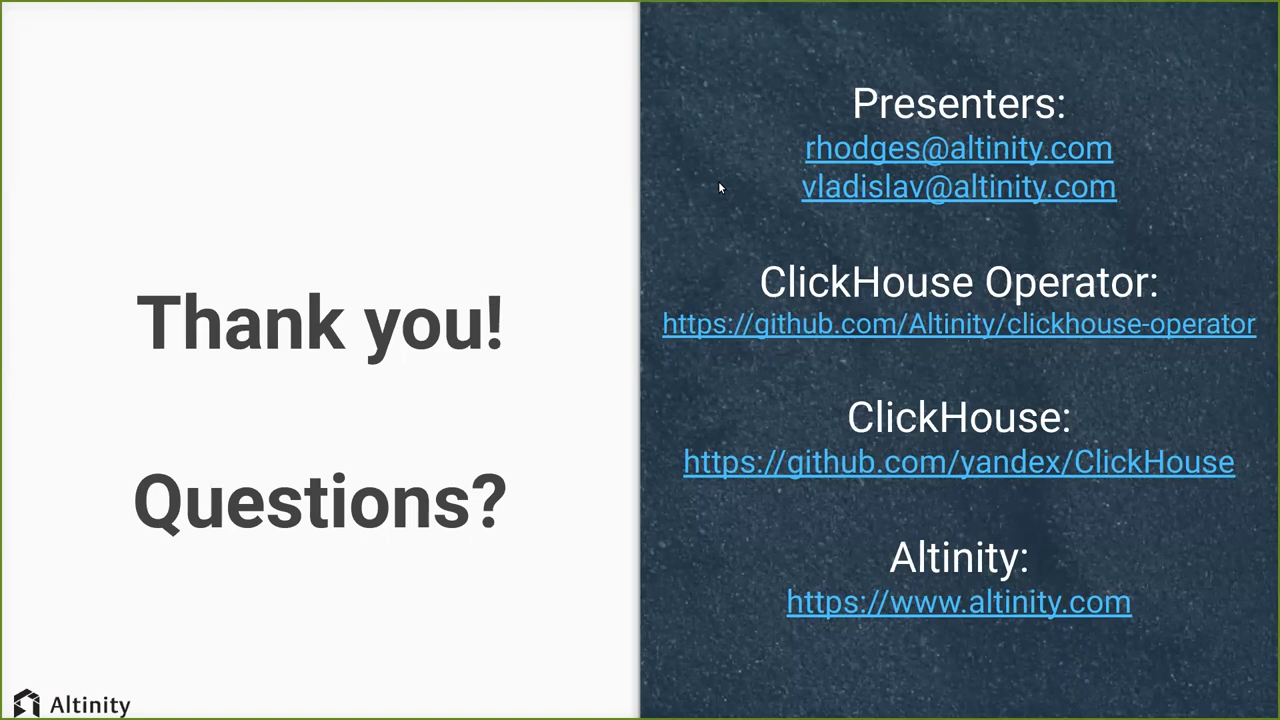 Thank you!
Questions?
Presenters:
rhodges@altinity.com
vladislav@altinity.com
ClickHouse Operator:
https://github.com/Altinity/clickhouse-operator
ClickHouse:
https://github.com/yandex/ClickHouse
Altinity:
https://www.altinity.com
Altinity